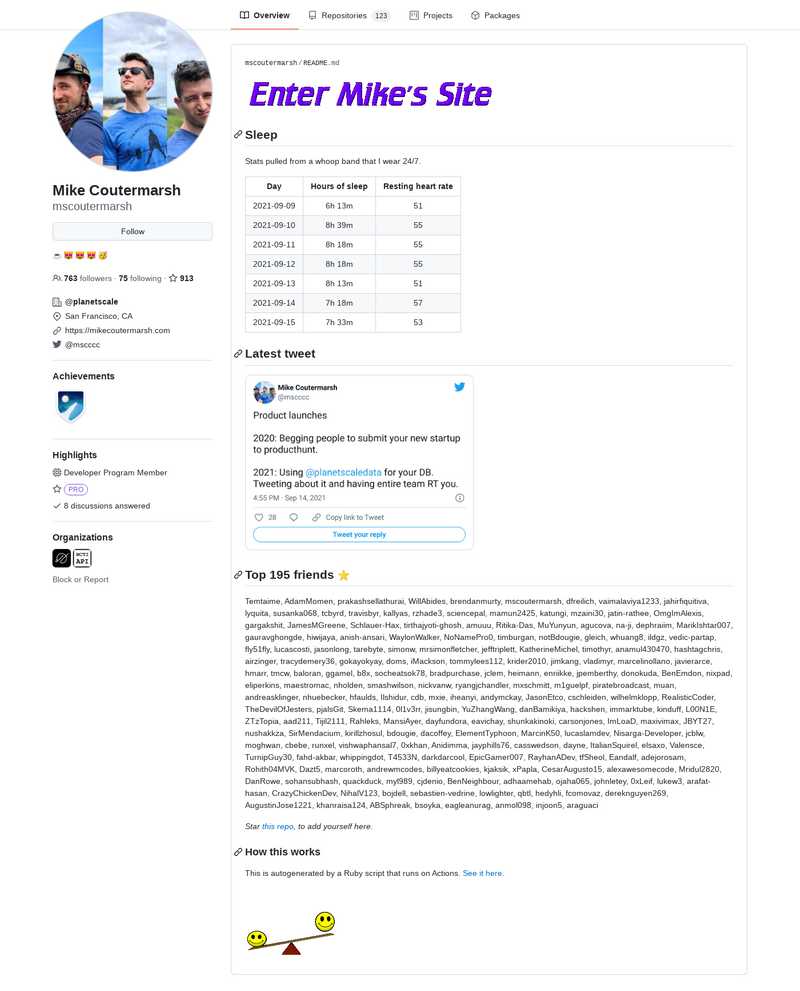 Overview
Repositories 123
Projects
Packages
Mike Coutermarsh
mscoutermarsh
Follow
763 followers · 75 following · 913
@planetscale
San Francisco, CA
https://mikecoutermarsh.com
@mscccc
Achievements
Highlights
Developer Program Member
PRO
8 discussions answered
Organizations
Block or Report
mscoutermarsh / README.md
Enter Mike's Site
Sleep
Stats pulled from a whoop band that I wear 24/7.
Day Hours of sleep Resting heart rate
2021-09-09 6h 13m 51
2021-09-10 8h 39m 55
2021-09-11 8h 18m 55
2021-09-12 8h 18m 55
2021-09-13 8h 13m 51
2021-09-14 7h 18m 57
2021-09-15 7h 33m 53
Latest tweet
Mike Coutermarsh
@mscccc
Product launches
2020: Begging people to submit your new startup
to producthunt.
2021: Using @planetscaledata for your DB.
Tweeting about it and having entire team RT you.
4:55 PM · Sep 14, 2021
28 Copy link to Tweet
Tweet your reply
Top 195 friends
Temtaime, AdamMomen, prakashsellathurai, WillAbides, brendanmurty, mscoutermarsh, dfreilich, vaimalaviya1233, jahirfiquitiva,
lyquita, susanka068, tcbyrd, travisbyr, kallyas, rzhade3, sciencepal, mamun2425, katungi, mzaini30, jatin-rathee, OmgImAlexis,
gargakshit, JamesMGreene, Schlauer-Hax, tirthajyoti-ghosh, amuuu, Ritika-Das, MuYunyun, agucova, na-ji, dephraiim, MarikIshtar007,
gauravghongde, hiwijaya, anish-ansari, WaylonWalker, NoNamePro0, timburgan, notBdougie, gleich, whuang8, ildgz, vedic-partap,
fly51fly, lucascosti, jasonlong, tarebyte, simonw, mrsimonfletcher, jefftriplett, KatherineMichel, timothyr, anamul430470, hashtagchris,
airzinger, tracydemery36, gokayokyay, doms, iMackson, tommylees112, krider2010, jimkang, vladimyr, marcelinollano, javierarce,
hmarr, tmcw, baloran, ggamel, b8x, socheatsok78, bradpurchase, jclem, heimann, enriikke, jpemberthy, donokuda, BenEmdon, nixpad,
eliperkins, maestromac, nholden, smashwilson, nickvanw, ryangjchandler, mxschmitt, m1guelpf, piratebroadcast, muan,
andreasklinger, nhuebecker, hfaulds, llshidur, cdb, mxie, iheanyi, andymckay, JasonEtco, cschleiden, wilhelmklopp, RealisticCoder,
TheDevilOfJesters, pjalsGit, Skema1114, 0l1v3rr, jisungbin, YuZhangWang, danBamikiya, hackshen, immarktube, kinduff, L00N1E,
ZTzTopia, aad211, Tijil2111, Rahleks, MansiAyer, dayfundora, eavichay, shunkakinoki, carsonjones, ImLoaD, maxivimax, JBYT27,
nushakkza, SirMendacium, kirillzhosul, bdougie, dacoffey, ElementTyphoon, MarcinK50, lucaslamdev, Nisarga-Developer, jcblw,
moghwan, cbebe, runxel, vishwaphansal7, 0xkhan, Anidimma, jayphills76, casswedson, dayne, ItalianSquirel, elsaxo, Valensce,
TurnipGuy30, fahd-akbar, whippingdot, T4533N, darkdarcool, EpicGamer007, RayhanADev, tfSheol, Eandalf, adejorosam,
Rohith04MVK, Dazt5, marcoroth, andrewmcodes, billyeatcookies, kjaksik, xPapla, CesarAugusto15, alexawesomecode, Mridul2820,
DanRowe, sohansubhash, quackduck, myl989, cjdenio, BenNeighbour, adhaamehab, ojaha065, johnletey, 0xLeif, lukew3, arafat-
hasan, CrazyChickenDev, NihalV123, bojdell, sebastien-vedrine, lowlighter, qbtl, hedyhli, fcomovaz, dereknguyen269,
AugustinJose1221, khanraisa124, ABSphreak, bsoyka, eagleanurag, anmol098, injoon5, araguaci
Star this repo, to add yourself here.
How this works
This is autogenerated by a Ruby script that runs on Actions. See it here.